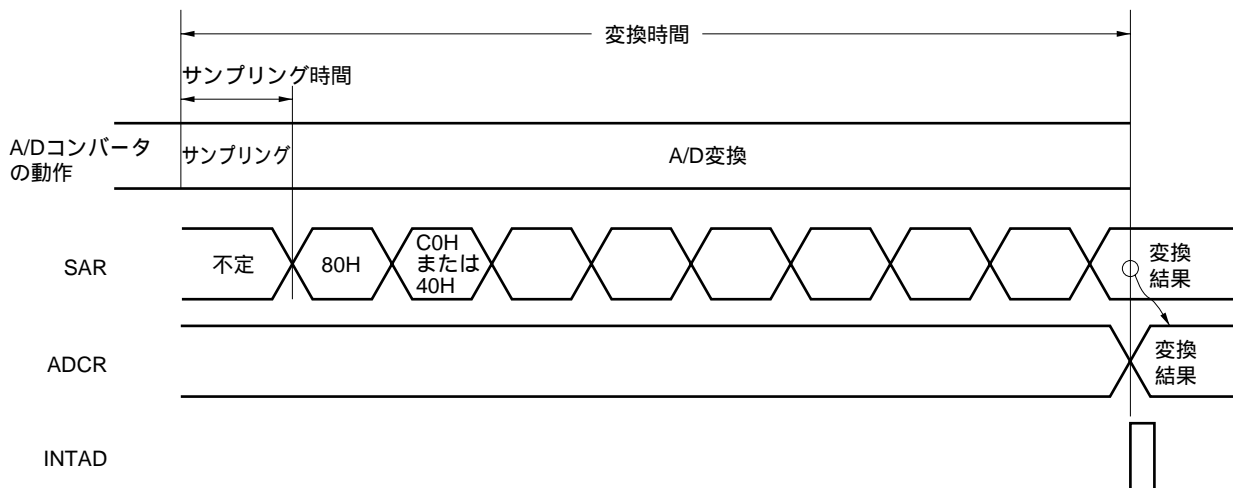 変換時間
サンプリング時間
A/Dコンバータ
の動作
サンプリング
A/D変換
SAR
不定
80H
C0H
または
40H
変換
結果
ADCR
変換
結果
INTAD